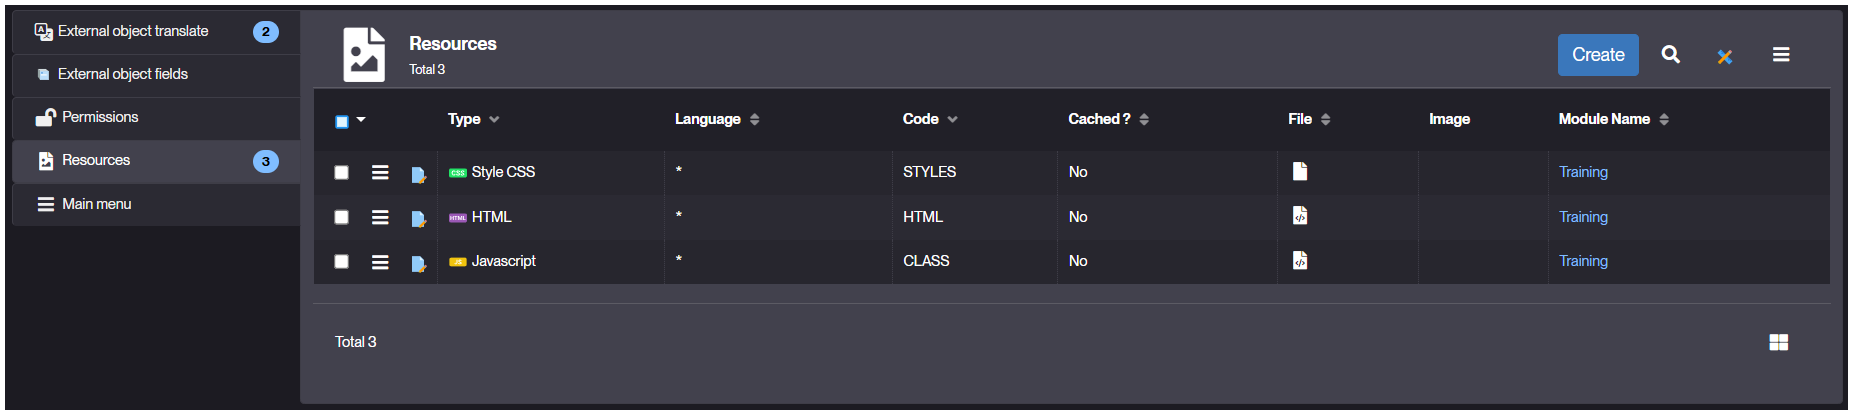 External object translate 2
External object fields
Permissions
Resources 3
Main menu
Resources
Total 3
Create
Type Language Code Cached ? File Image Module Name
CSS Style CSS * STYLES No Training
HTML HTML * HTML No Training
JS Javascript * CLASS No Training
Total 3